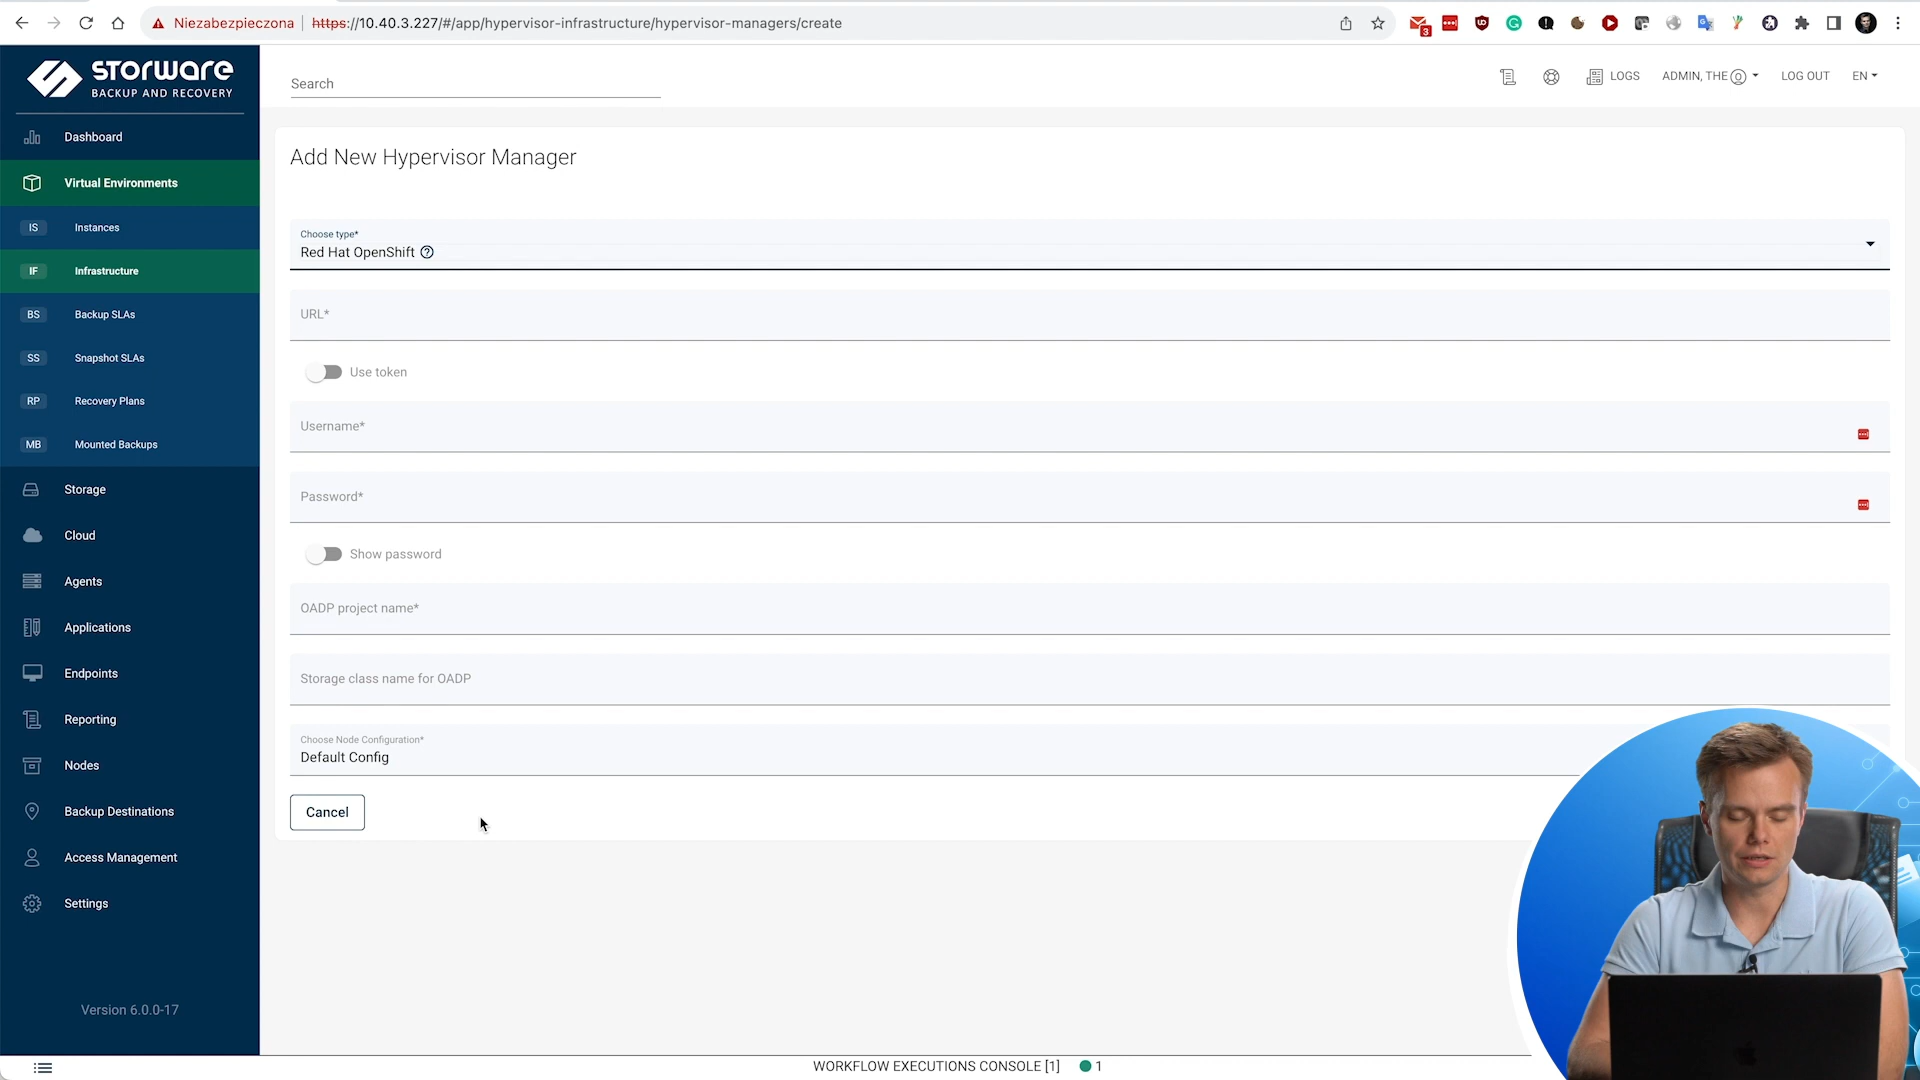 Niezabezpieczona
https://10.40.3.227/#/app/hypervisor-infrastructure/hypervisor-managers/create
3
STORWARE
BACKUP AND RECOVERY
Search
LOGS
ADMIN, THE
LOG OUT
EN
Dashboard
Virtual Environments
IS Instances
IF Infrastructure
BS Backup SLAs
SS Snapshot SLAs
RP Recovery Plans
MB Mounted Backups
Storage
Cloud
Agents
Applications
Endpoints
Reporting
Nodes
Backup Destinations
Access Management
Settings
Version 6.0.0-17
Add New Hypervisor Manager
Choose type*
Red Hat OpenShift
URL*
Use token
Username*
Password*
Show password
OADP project name*
Storage class name for OADP
Choose Node Configuration*
Default Config
Cancel
WORKFLOW EXECUTIONS CONSOLE [1] 1